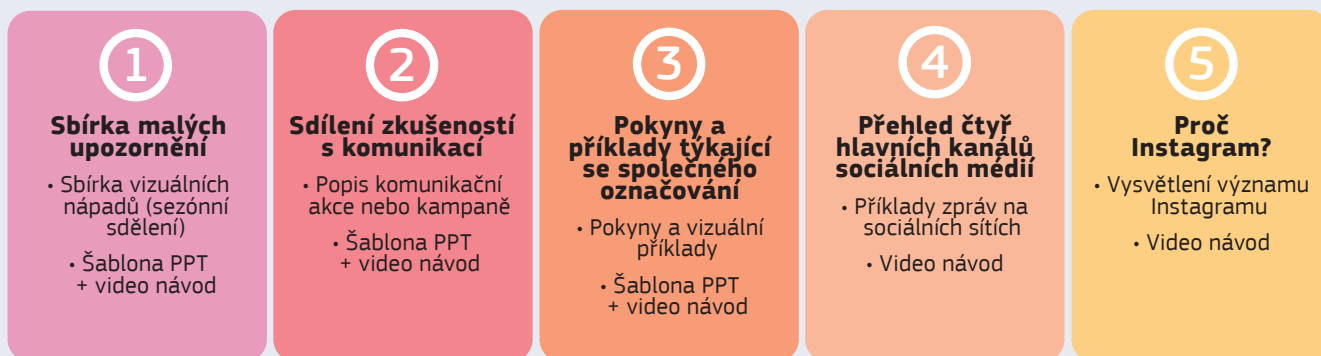 1
Sbírka malých
upozornění
• Sbírka vizuálních
nápadů (sezónní
sdělení)
• Šablona PPT
+ video návod
2
Sdílení zkušeností
s komunikací
• Popis komunikační
akce nebo kampaně
• Šablona PPT
+ video návod
3
Pokyny a
příklady týkající
se společného
označování
• Pokyny a vizuální
příklady
• Šablona PPT
+ video návod
4
Přehled čtyř
hlavních kanálů
sociálních médií
• Příklady zpráv na
sociálních sítích
• Video návod
5
Proč
Instagram?
• Vysvětlení významu
Instagramu
• Video návod